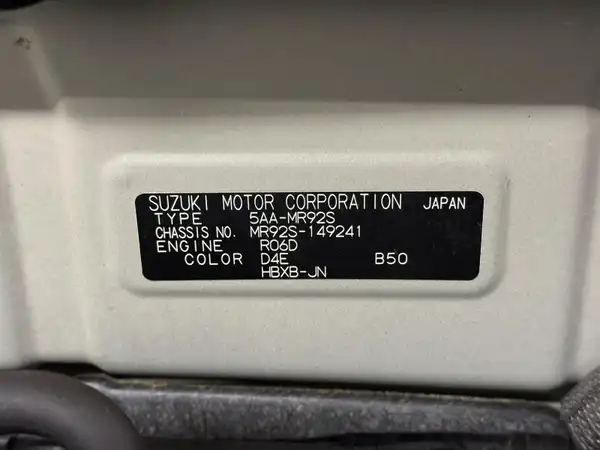 SUZUKI MOTOR CORPORATION JAPAN
TYPE 5AA-MR92S
CHASSIS NO. MR92S-149241
ENGINE R06D
COLOR D4E B50
HBXB-JN